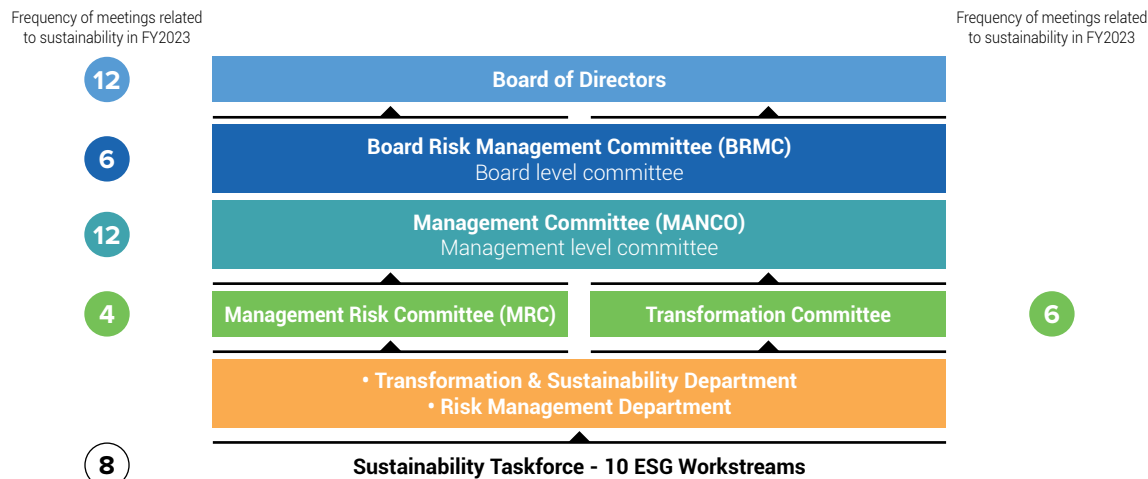 Frequency of meetings related
to sustainability in FY2023
Frequency of meetings related
to sustainability in FY2023
12
Board of Directors
6
Board Risk Management Committee (BRMC)
Board level committee
12
Management Committee (MANCO)
Management level committee
4
Management Risk Committee (MRC)
Transformation Committee
6
• Transformation & Sustainability Department
• Risk Management Department
8
Sustainability Taskforce - 10 ESG Workstreams